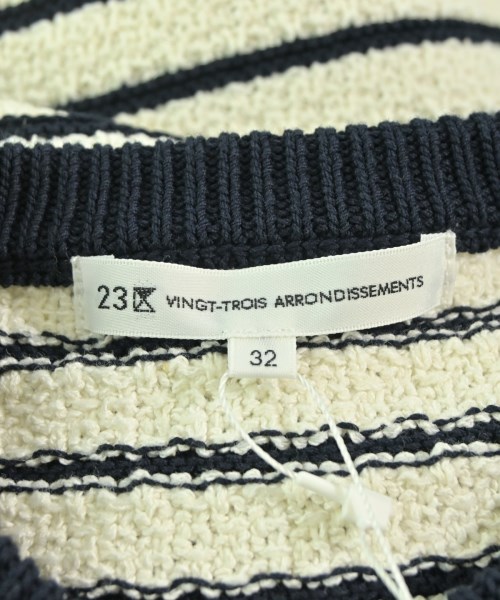 23区 VINGT-TROIS ARRONDISSEMENTS
32